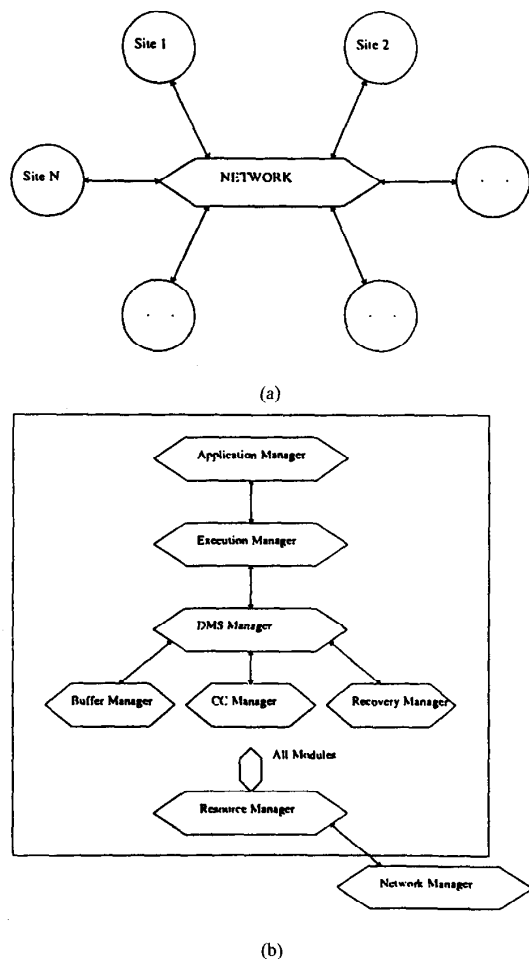 Site 1
Site 2
Site N
NETWORK
. .
. .
. .
(a)
Application Manager
Execution Manager
DMS Manager
Buffer Manager
CC Manager
Recovery Manager
All Modules
Resource Manager
Network Manager
(b)